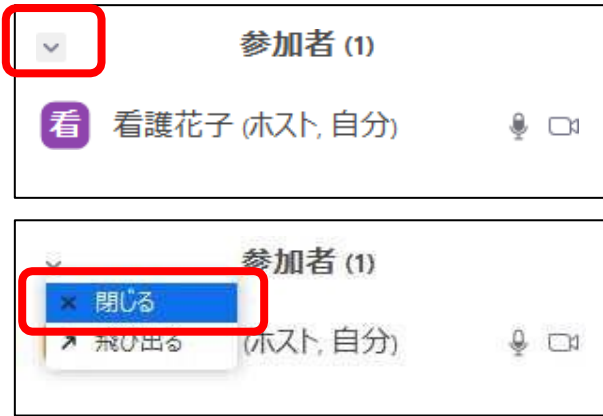 参加者 (1)
看 看護花子 (ホスト, 自分)
参加者 (1)
閉じる
飛び出る (ホスト, 自分)